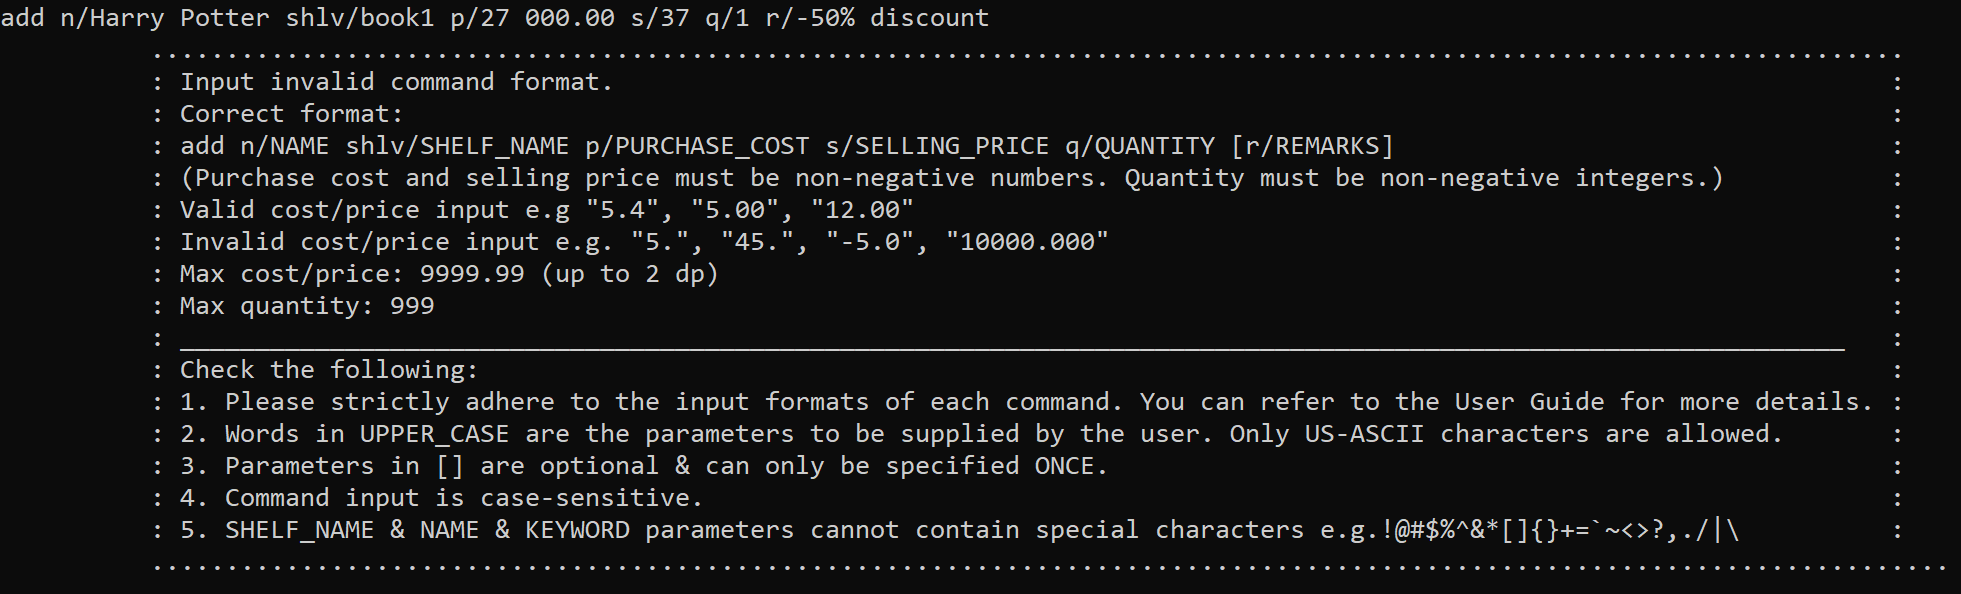 add n/Harry Potter shlv/book1 p/27 000.00 s/37 q/1 r/-50% discount
Input invalid command format.
Correct format:
add n/NAME shlv/SHELF_NAME p/PURCHASE_COST s/SELLING_PRICE q/QUANTITY [r/REMARKS]
(Purchase cost and selling price must be non-negative numbers. Quantity must be non-negative integers.)
Valid cost/price input e.g "5.4", "5.00", "12.00"
Invalid cost/price input e.g. "5.", "45.", "-5.0", "10000.000"
Max cost/price: 9999.99 (up to 2 dp)
Max quantity: 999
Check the following:
1. Please strictly adhere to the input formats of each command. You can refer to the User Guide for more details.
2. Words in UPPER_CASE are the parameters to be supplied by the user. Only US-ASCII characters are allowed.
3. Parameters in [] are optional & can only be specified ONCE.
4. Command input is case-sensitive.
5. SHELF_NAME & NAME & KEYWORD parameters cannot contain special characters e.g.!@#$%^&*[]{}+=`~<>?,./|\